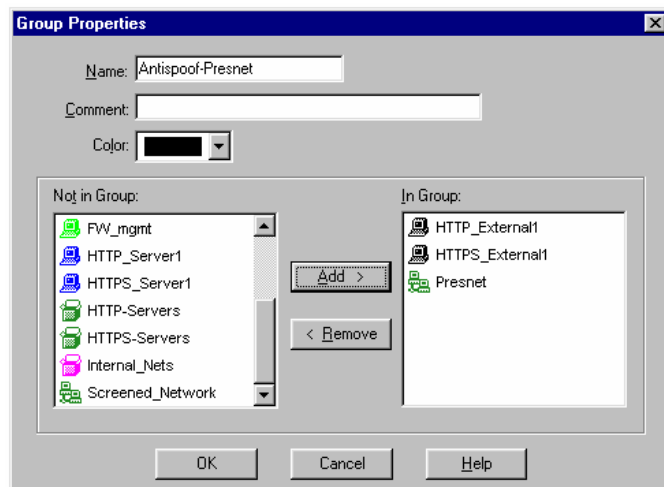 Group Properties
Name: Antispoof-Presnet
Comment:
Color:
Not in Group:
FW_mgmt
HTTP_Server1
HTTPS_Server1
HTTP-Servers
HTTPS-Servers
Internal_Nets
Screened_Network
Add >
< Remove
In Group:
HTTP_External1
HTTPS_External1
Presnet
OK
Cancel
Help